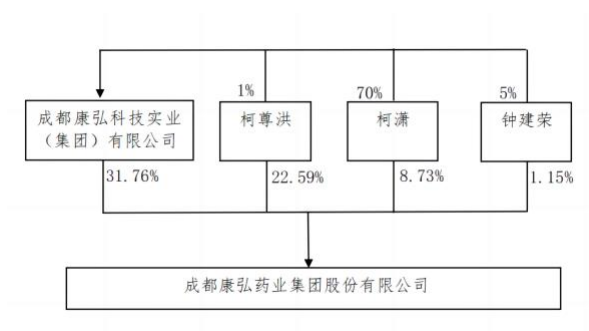 1%
70%
5%
成都康弘科技实业
（集团）有限公司
柯尊洪
柯潇
钟建荣
31.76%
22.59%
8.73%
1.15%
成都康弘药业集团股份有限公司